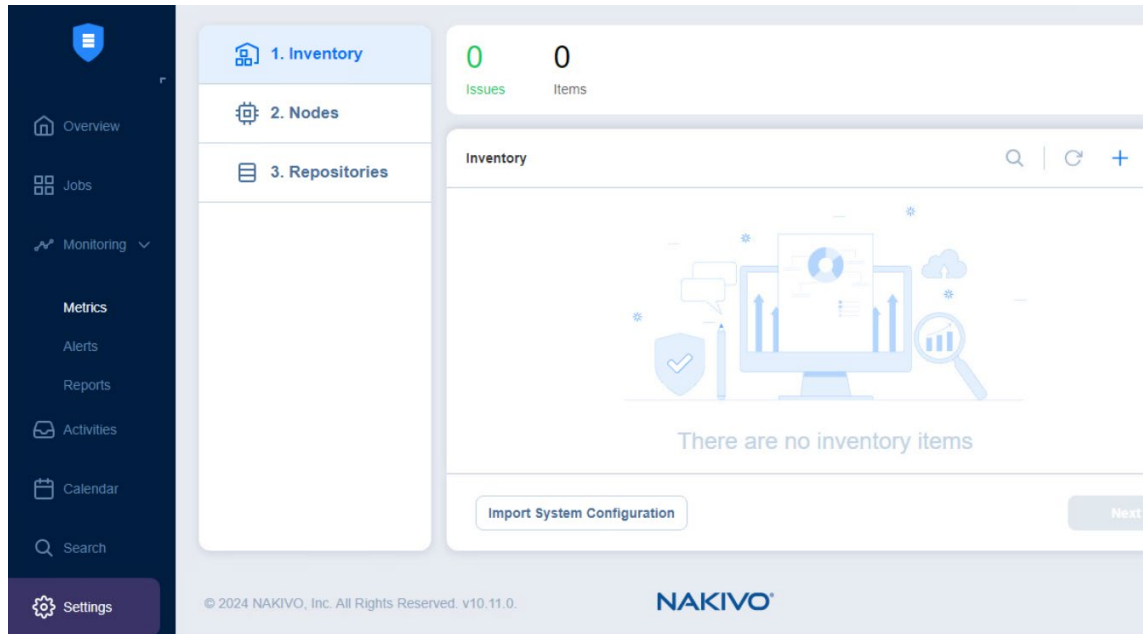 Overview
Jobs
Monitoring
Metrics
Alerts
Reports
Activities
Calendar
Search
Settings
1. Inventory
2. Nodes
3. Repositories
0
Issues
0
Items
Inventory
There are no inventory items
Import System Configuration
Next
© 2024 NAKIVO, Inc. All Rights Reserved. v10.11.0.
NAKIVO®